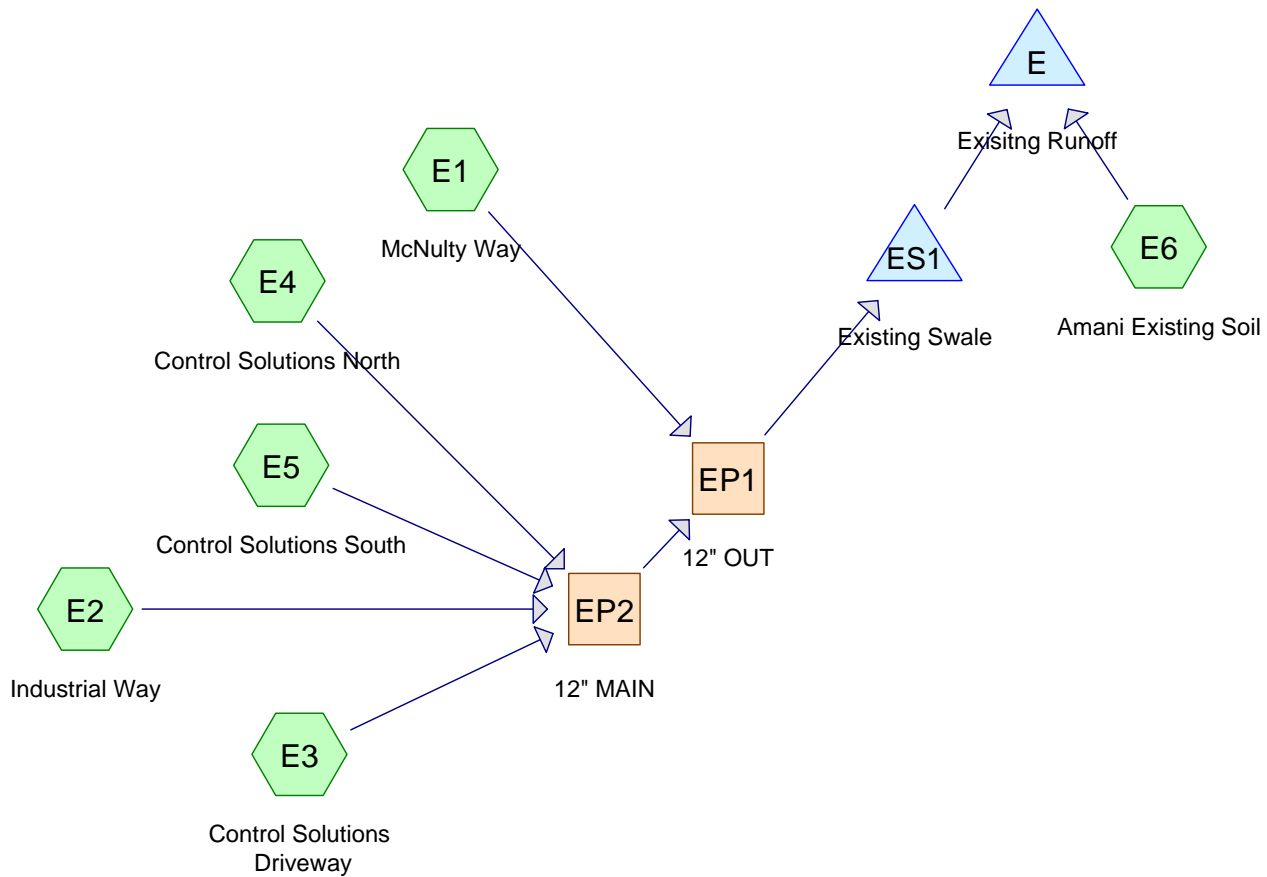 E
Exisitng Runoff
E1
McNulty Way
ES1
Existing Swale
E6
Amani Existing Soil
E4
Control Solutions North
E5
Control Solutions South
EP1
12" OUT
E2
Industrial Way
EP2
12" MAIN
E3
Control Solutions
Driveway